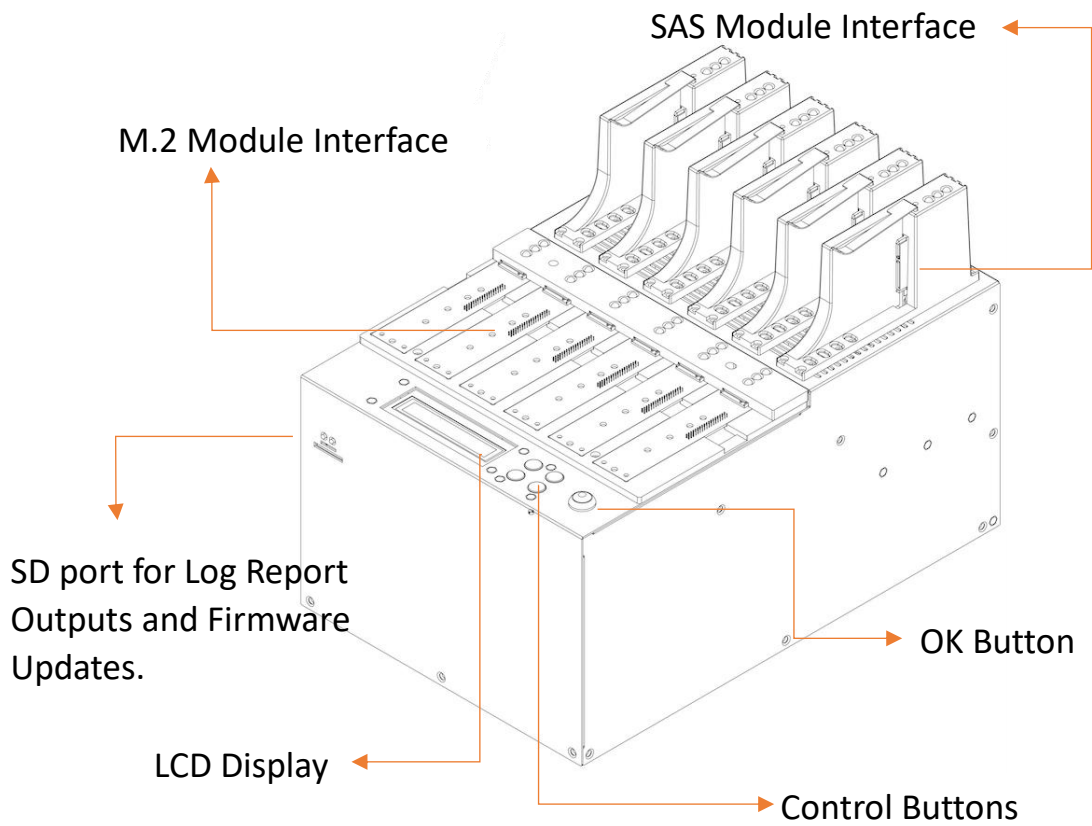 SAS Module Interface
M.2 Module Interface
SD port for Log Report
Outputs and Firmware
Updates.
OK Button
LCD Display
Control Buttons